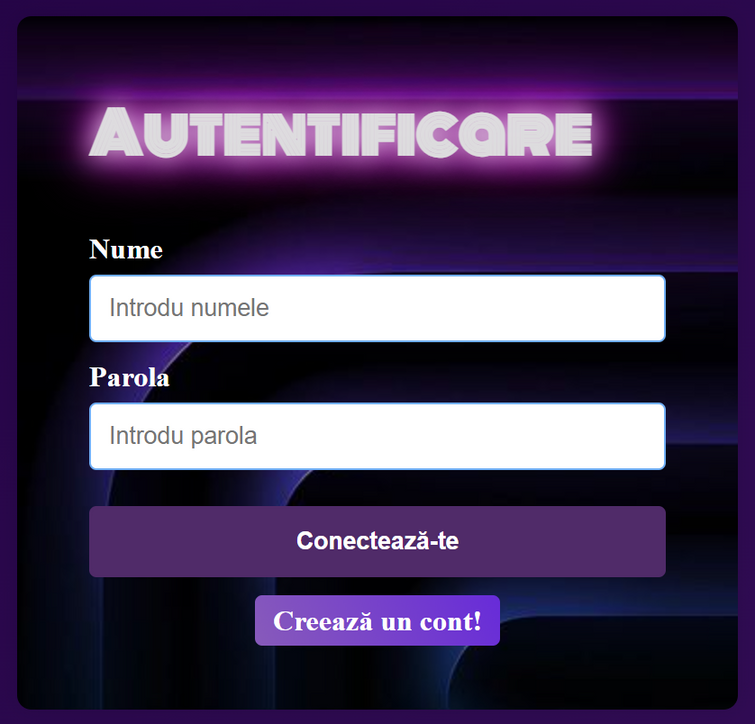 Autentificare
Nume
Introdu numele
Parola
Introdu parola
Conectează-te
Creează un cont!